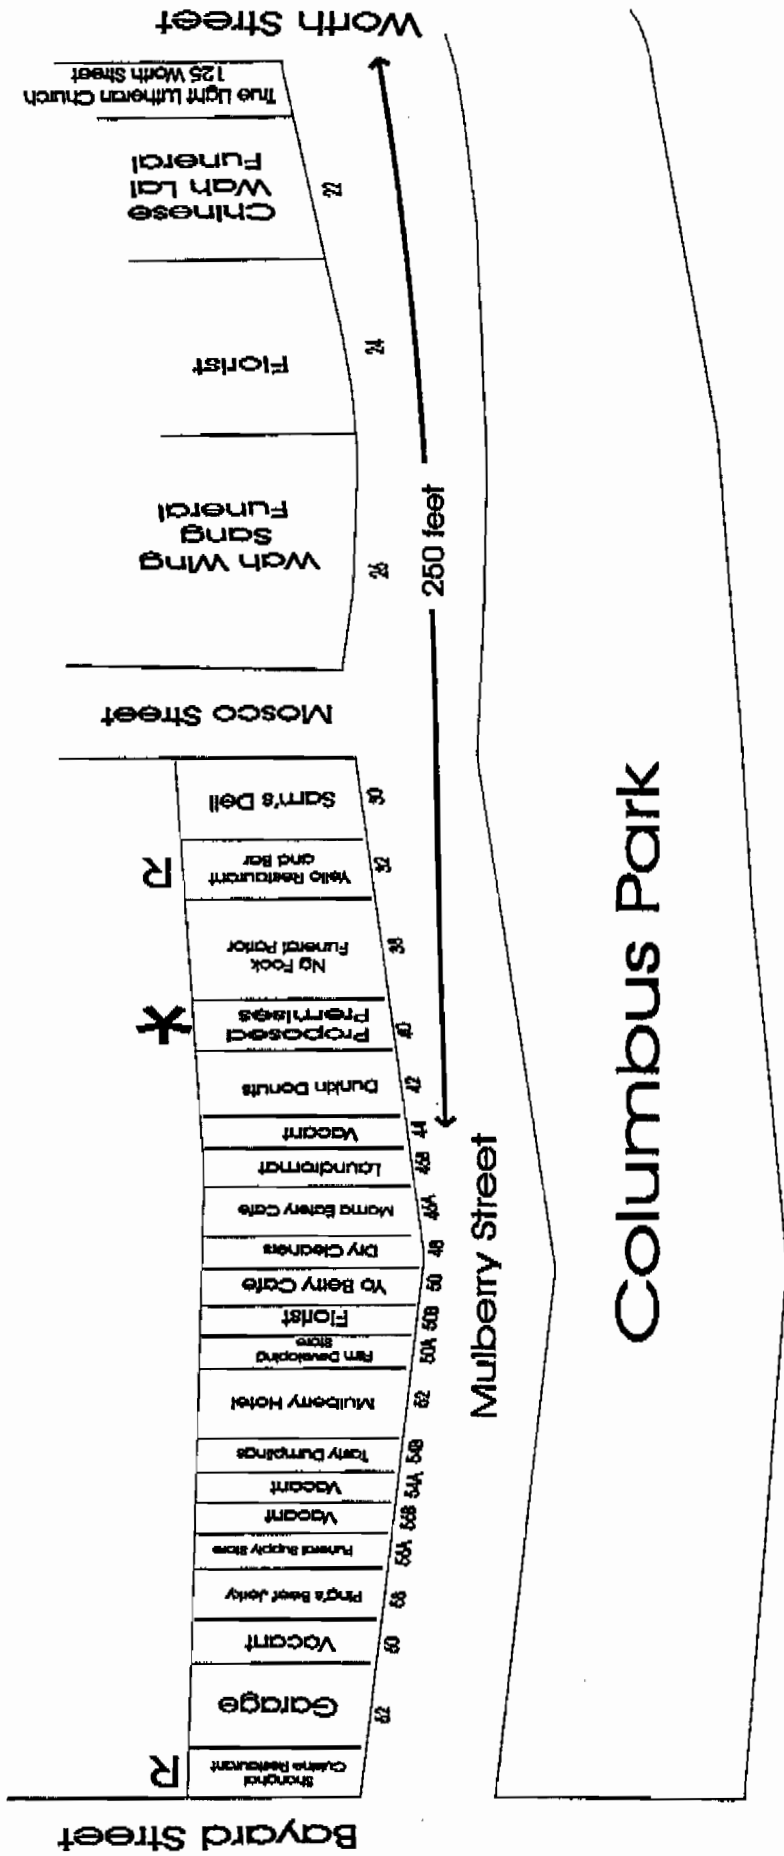 Worth Street
True Light Lutheran Church
125 Worth Street
Chinese
Wah Lai
Funeral
22
Florist
24
Wah Wing
Sang
Funeral
26
250 feet
Mosco Street
Sam's Deli
30
Yello Restaurant
and Bar
32
R
Ng Fook
Funeral Parlor
38
Proposed
Premises
40
*
Dunkin Donuts
42
Vacant
44
Laundromat
46B
Mama Eatery Cafe
46A
Dry Cleaners
48
Yo Berry Cafe
50
Florist
50B
Film Developing
Store
50A
Mulberry Hotel
52
Tasty Dumplings
54B
Vacant
54A
Vacant
56B
Funeral Supply Store
56A
Ping's Beef Jerky
58
Vacant
60
Garage
62
Shanghai
Cuisine Restaurant
R
Bayard Street
Mulberry Street
Columbus Park